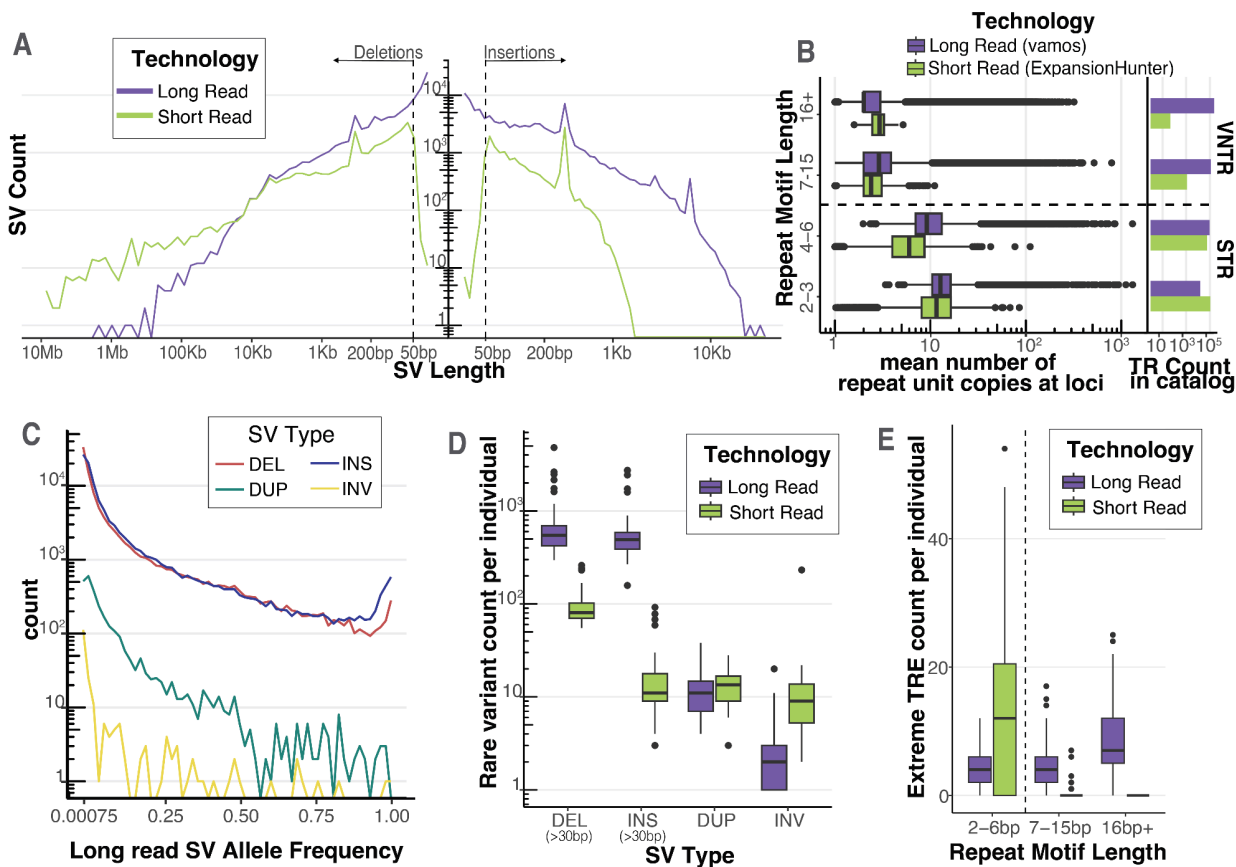 A
Technology
Long Read
Short Read
Deletions
Insertions
SV Count
10⁴
10³
10²
10
1
10Mb
1Mb
100Kb
10Kb
1Kb
200bp
50bp
50bp
200bp
1Kb
10Kb
SV Length
B
Technology
Long Read (vamos)
Short Read (ExpansionHunter)
Repeat Motif Length
16+
7-15
4-6
2-3
VNTR
STR
1
10
10²
10³
mean number of
repeat unit copies at loci
10
10³
10⁵
TR Count
in catalog
C
SV Type
DEL
INS
DUP
INV
count
10⁴
10³
10²
10
1
0.00075
0.25
0.50
0.75
1.00
Long read SV Allele Frequency
D
Technology
Long Read
Short Read
Rare variant count per individual
10³
10²
10
1
DEL
(>30bp)
INS
(>30bp)
DUP
INV
SV Type
E
Technology
Long Read
Short Read
Extreme TRE count per individual
40
20
0
2-6bp
7-15bp
16bp+
Repeat Motif Length